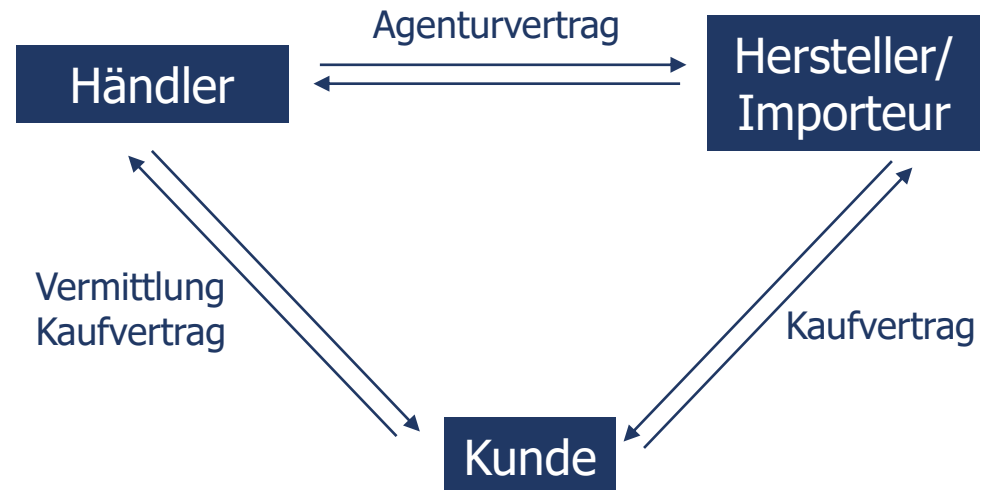 Agenturvertrag
Händler
Hersteller/
Importeur
Vermittlung
Kaufvertrag
Kaufvertrag
Kunde